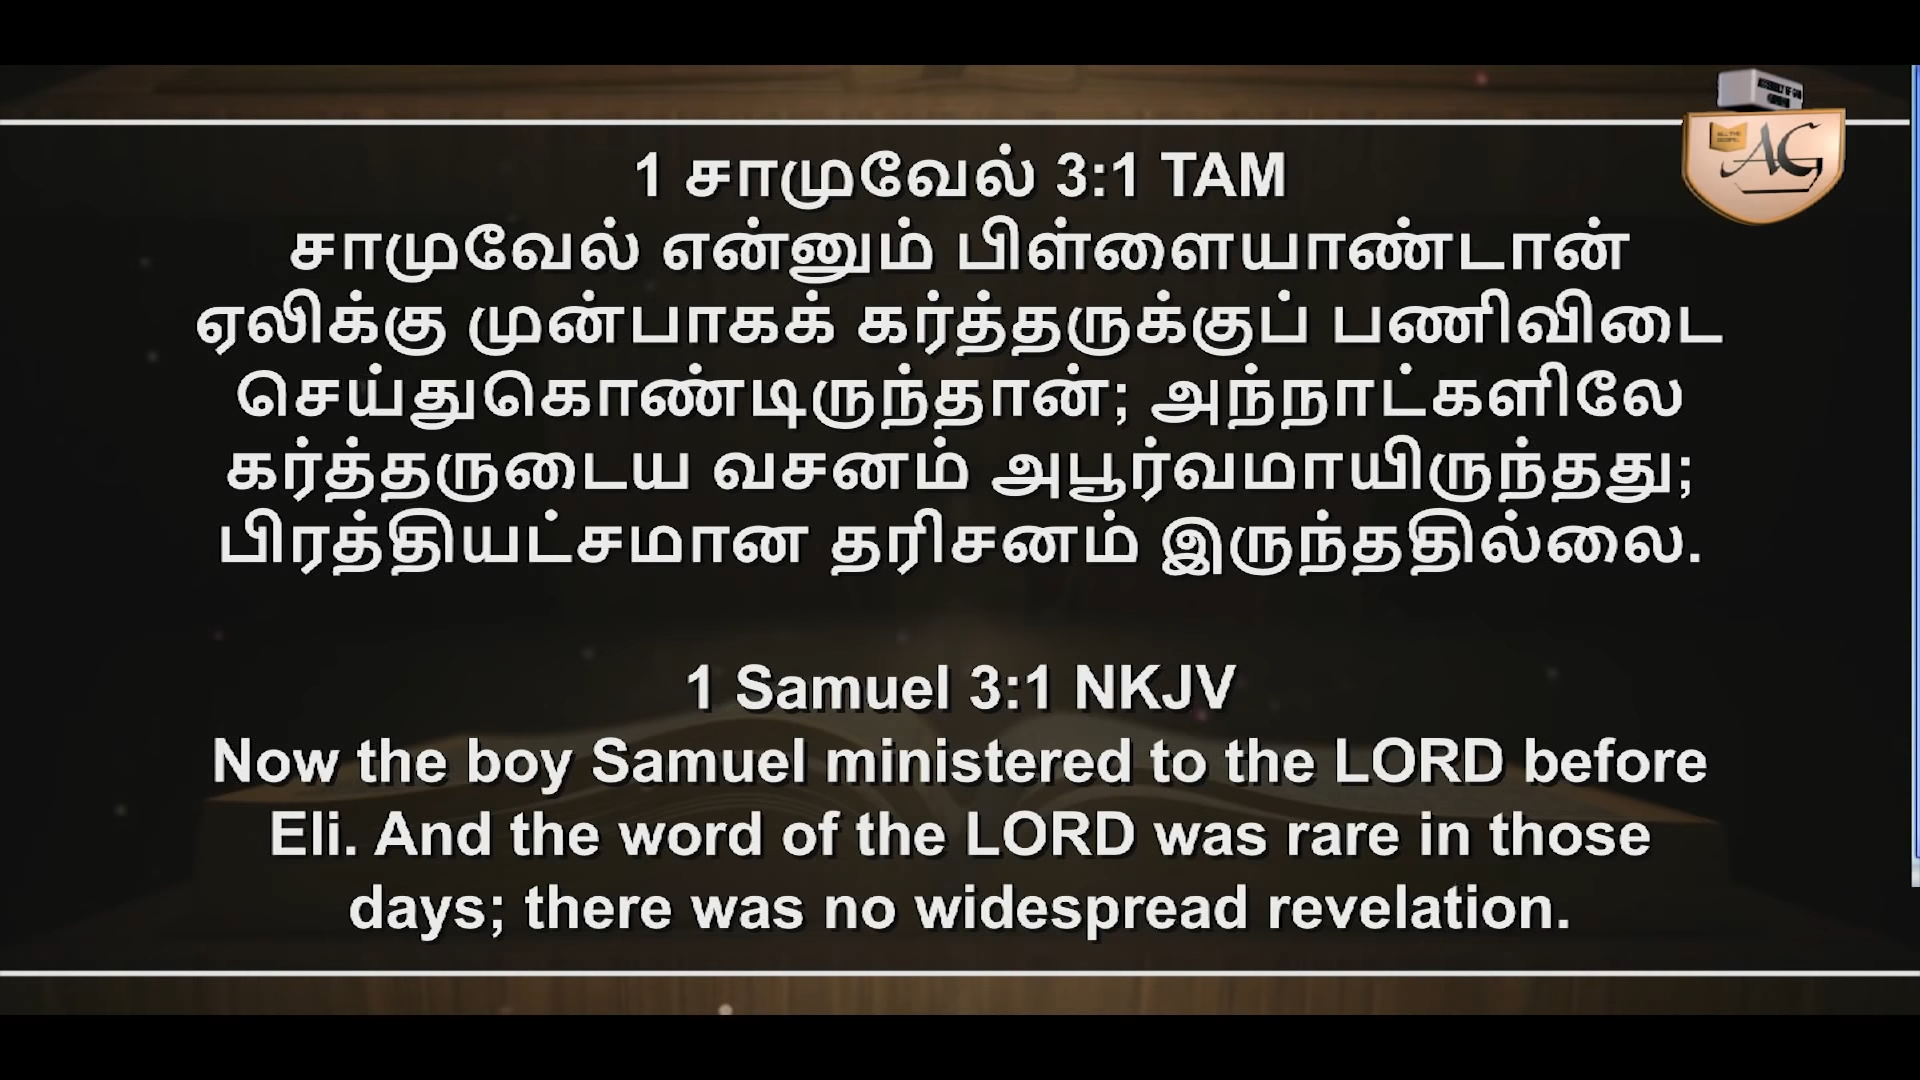 1 சாமுவேல் 3:1 TAM
சாமுவேல் என்னும் பிள்ளையாண்டான்
ஏலிக்கு முன்பாகக் கர்த்தருக்குப் பணிவிடை
செய்துகொண்டிருந்தான்; அந்நாட்களிலே
கர்த்தருடைய வசனம் அபூர்வமாயிருந்தது;
பிரத்தியட்சமான தரிசனம் இருந்ததில்லை.
1 Samuel 3:1 NKJV
Now the boy Samuel ministered to the LORD before
Eli. And the word of the LORD was rare in those
days; there was no widespread revelation.
AG